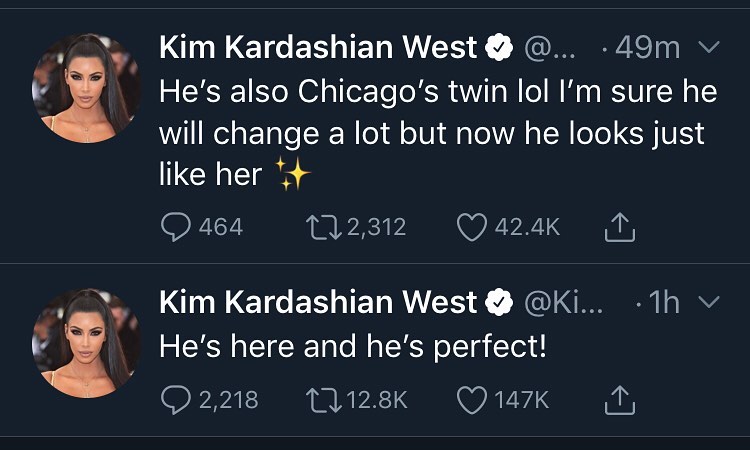 Kim Kardashian West @... · 49m
He’s also Chicago’s twin lol I’m sure he
will change a lot but now he looks just
like her ✨
464 2,312 42.4K
Kim Kardashian West @Ki... · 1h
He’s here and he’s perfect!
2,218 12.8K 147K